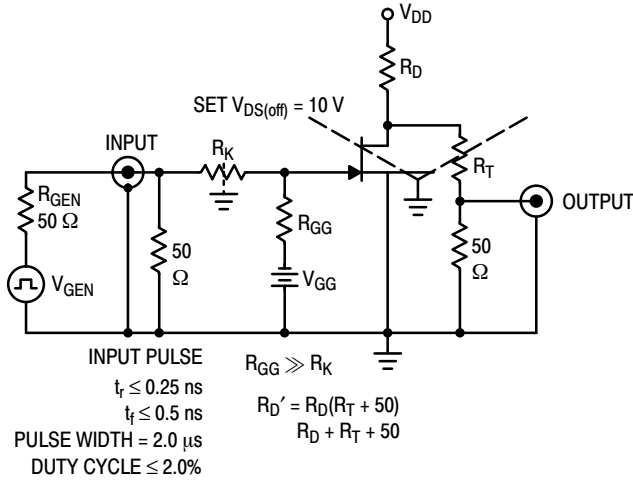 V_DD
R_D
SET V_DS(off) = 10 V
INPUT
R_K
R_T
R_GEN
50 Ω
OUTPUT
R_GG
50
Ω
50
Ω
V_GEN
V_GG
INPUT PULSE
t_r ≤ 0.25 ns
t_f ≤ 0.5 ns
PULSE WIDTH = 2.0 μs
DUTY CYCLE ≤ 2.0%
R_GG ≫ R_K
R_D′ = R_D(R_T + 50)
R_D + R_T + 50